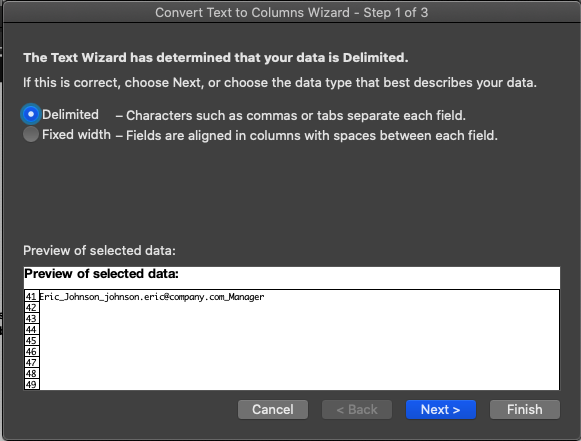 Convert Text to Columns Wizard - Step 1 of 3
The Text Wizard has determined that your data is Delimited.
If this is correct, choose Next, or choose the data type that best describes your data.
Delimited – Characters such as commas or tabs separate each field.
Fixed width – Fields are aligned in columns with spaces between each field.
Preview of selected data:
Preview of selected data:
41 Eric_Johnson_johnson.eric@company.com_Manager
42
43
44
45
46
47
48
49
Cancel < Back Next > Finish